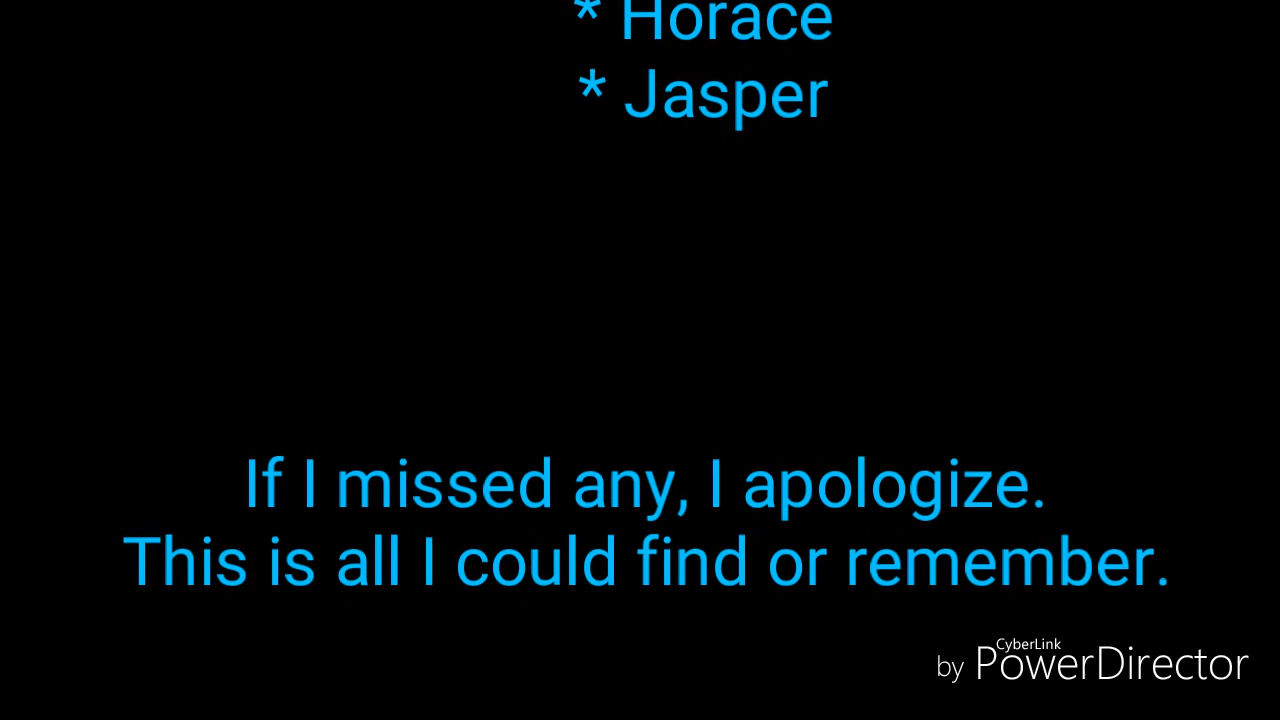 * Horace
* Jasper
If I missed any, I apologize.
This is all I could find or remember.
CyberLink
by PowerDirector